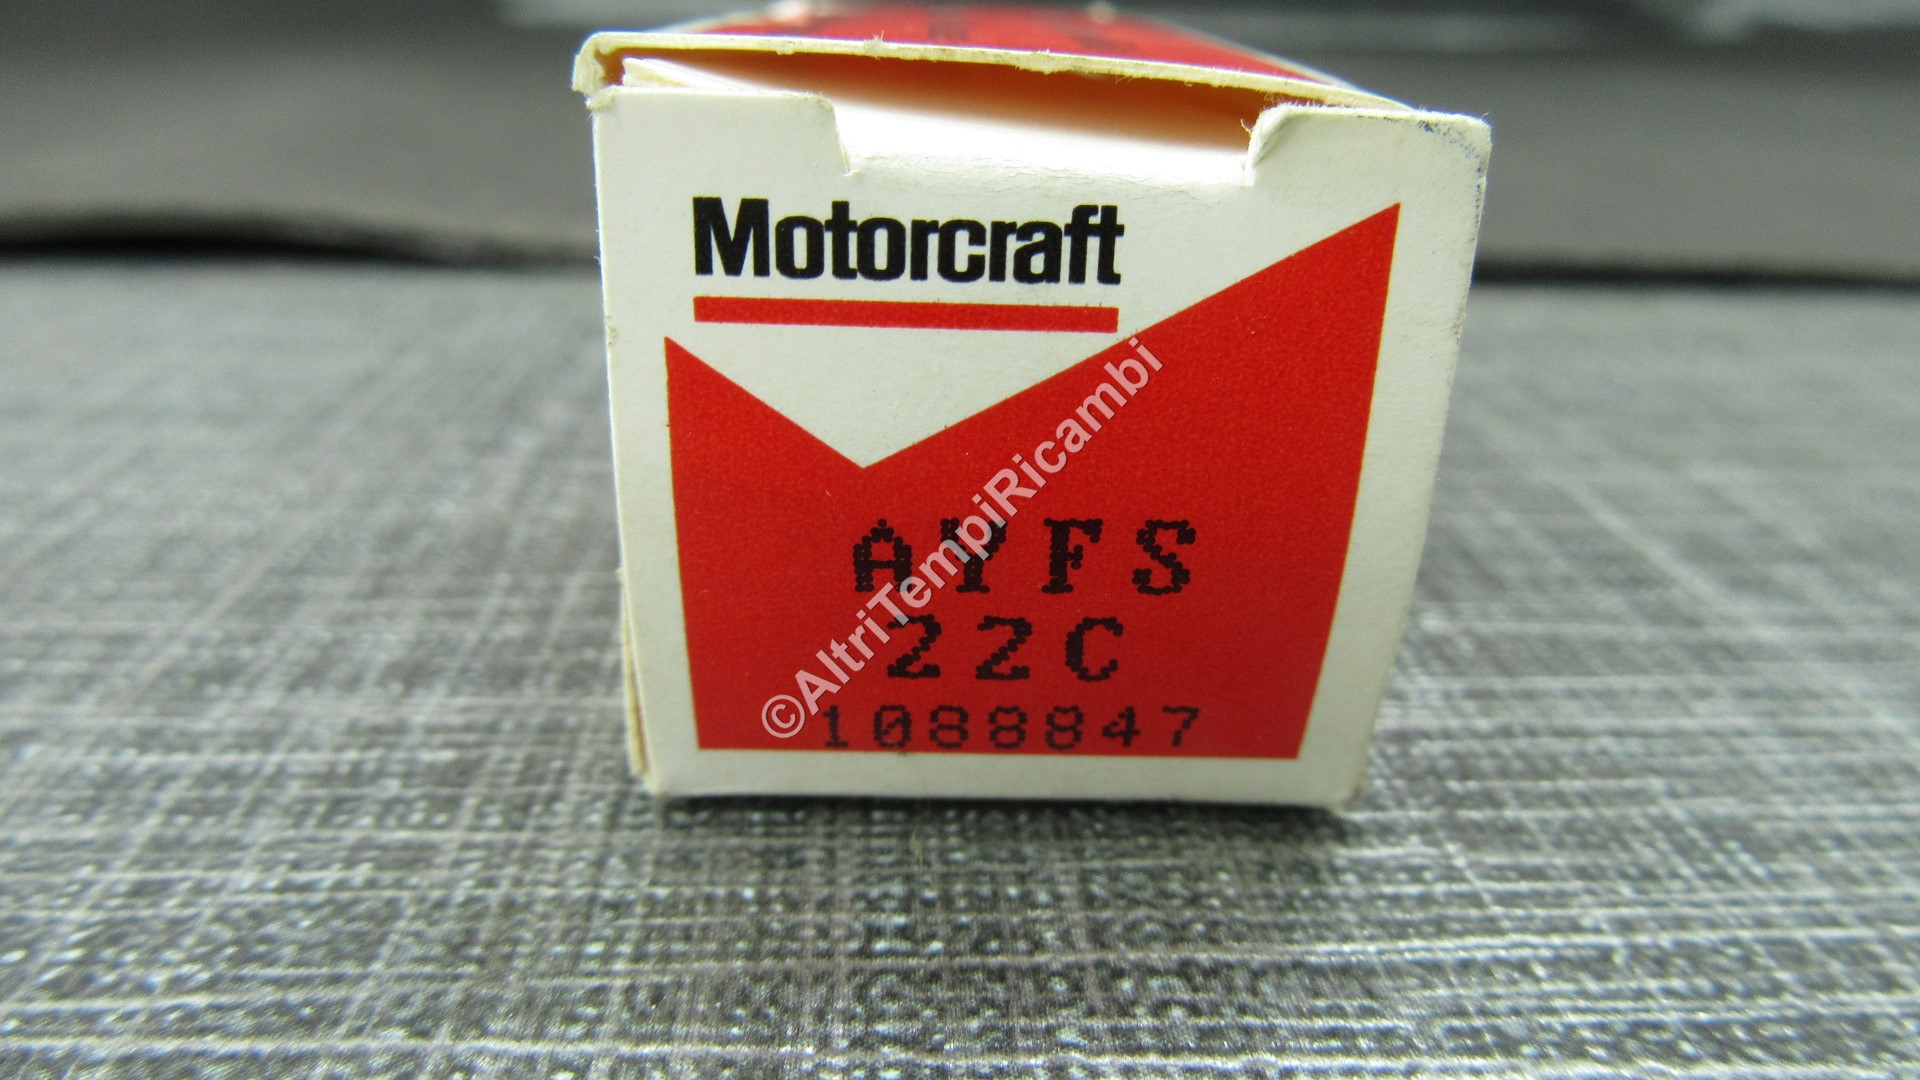 Motorcraft
AYFS
22C
1088847
©AltriTempiRicambi